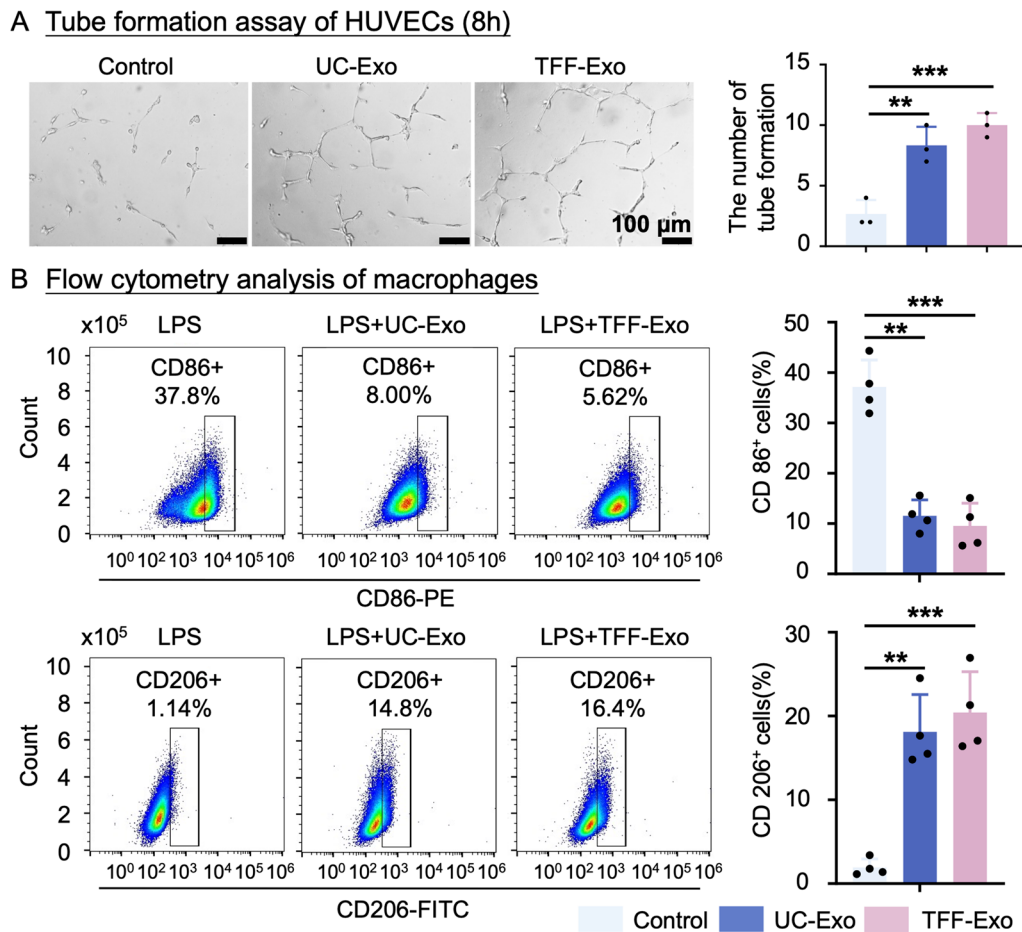 A Tube formation assay of HUVECs (8h)
Control UC-Exo TFF-Exo
100 µm
The number of
tube formation
15
10
5
0
***
**
B Flow cytometry analysis of macrophages
x10⁵ LPS LPS+UC-Exo LPS+TFF-Exo
Count
10
8
6
4
2
0
CD86+
37.8%
CD86+
8.00%
CD86+
5.62%
10⁰ 10² 10³ 10⁴ 10⁵ 10⁶
10⁰ 10² 10³ 10⁴ 10⁵ 10⁶
10⁰ 10² 10³ 10⁴ 10⁵ 10⁶
CD86-PE
CD 86⁺ cells(%)
50
40
30
20
10
0
***
**
x10⁵ LPS LPS+UC-Exo LPS+TFF-Exo
Count
10
8
6
4
2
0
CD206+
1.14%
CD206+
14.8%
CD206+
16.4%
10⁰ 10² 10³ 10⁴ 10⁵ 10⁶
10⁰ 10² 10³ 10⁴ 10⁵ 10⁶
10⁰ 10² 10³ 10⁴ 10⁵ 10⁶
CD206-FITC
CD 206⁺ cells(%)
30
20
10
0
***
**
Control UC-Exo TFF-Exo